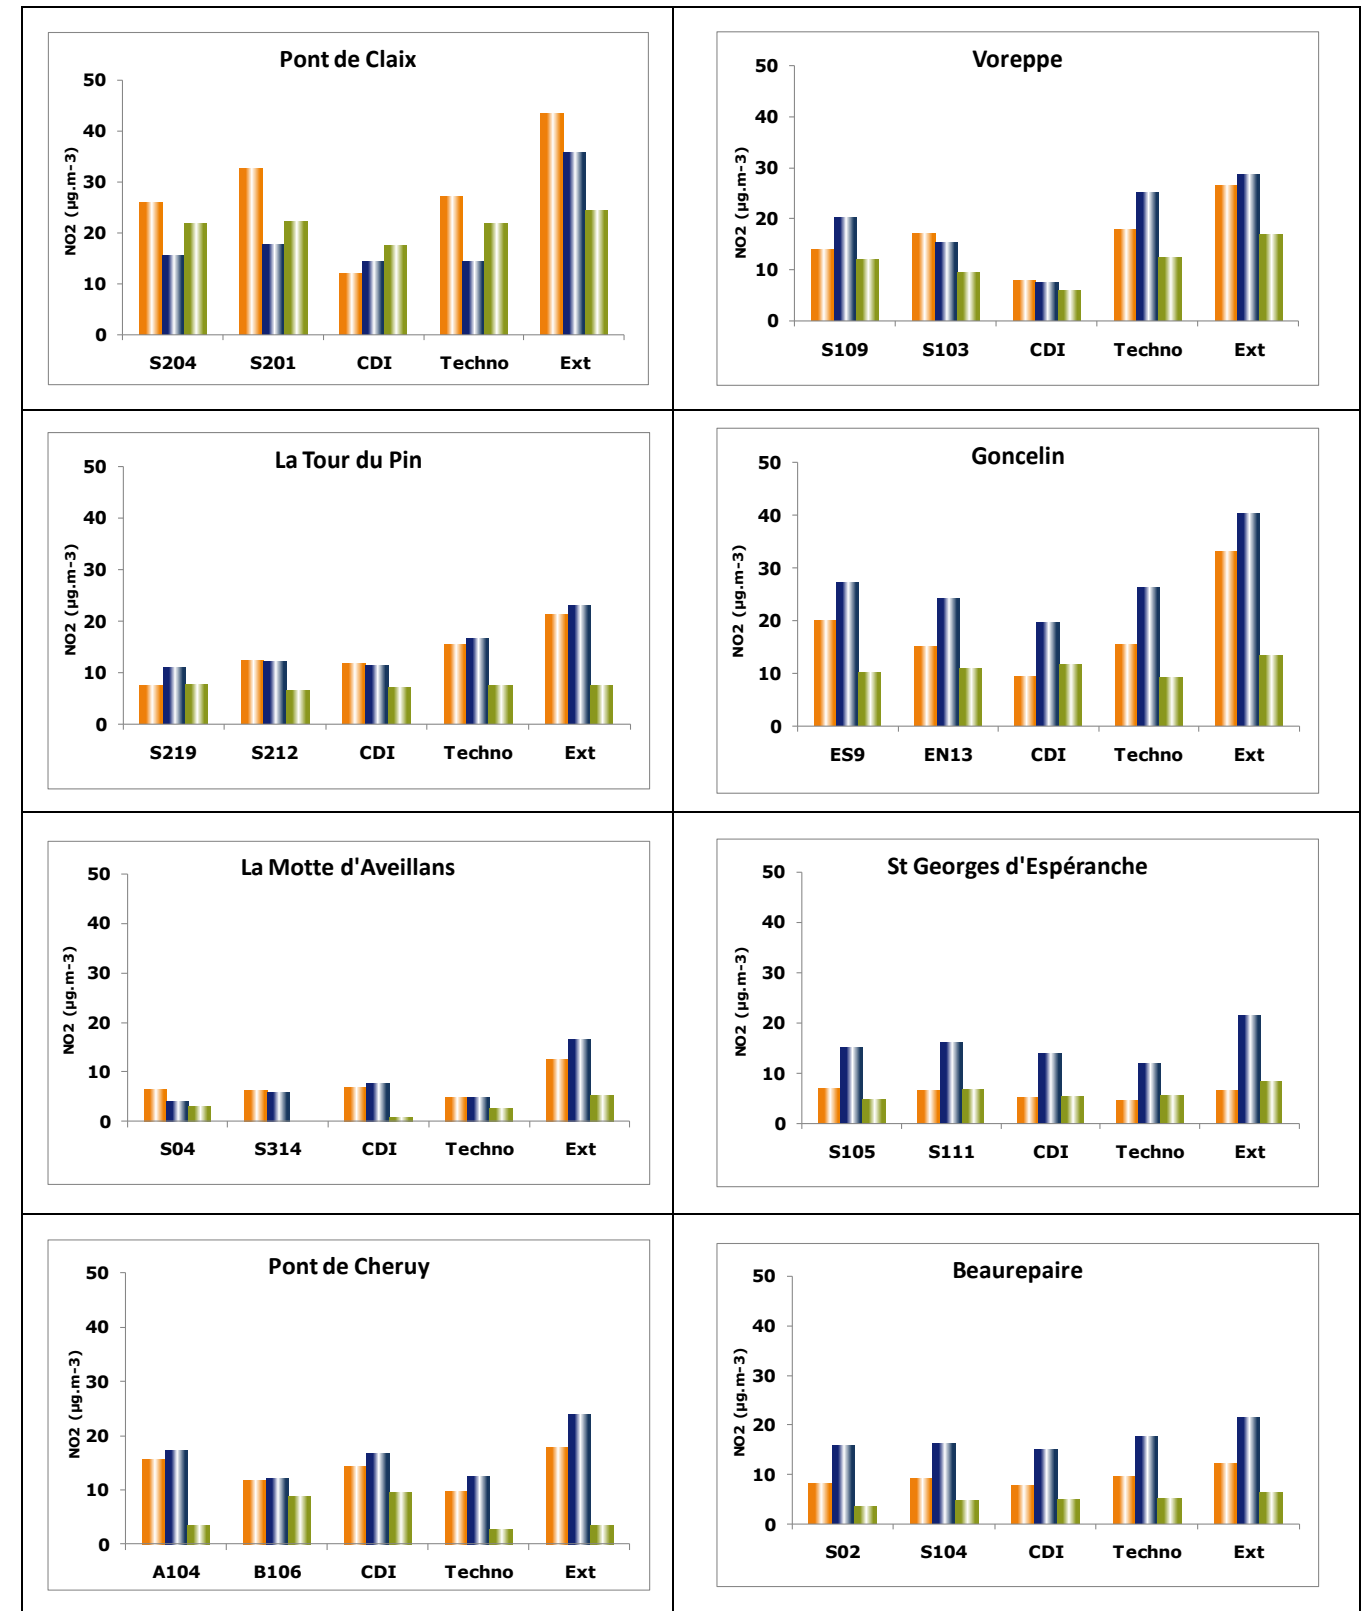 Pont de Claix
50
40
30
20
10
0
NO2 (µg.m-3)
S204 S201 CDI Techno Ext
Voreppe
50
40
30
20
10
0
NO2 (µg.m-3)
S109 S103 CDI Techno Ext
La Tour du Pin
50
40
30
20
10
0
NO2 (µg.m-3)
S219 S212 CDI Techno Ext
Goncelin
50
40
30
20
10
0
NO2 (µg.m-3)
ES9 EN13 CDI Techno Ext
La Motte d'Aveillans
50
40
30
20
10
0
NO2 (µg.m-3)
S04 S314 CDI Techno Ext
St Georges d'Espéranche
50
40
30
20
10
0
NO2 (µg.m-3)
S105 S111 CDI Techno Ext
Pont de Cheruy
50
40
30
20
10
0
NO2 (µg.m-3)
A104 B106 CDI Techno Ext
Beaurepaire
50
40
30
20
10
0
NO2 (µg.m-3)
S02 S104 CDI Techno Ext